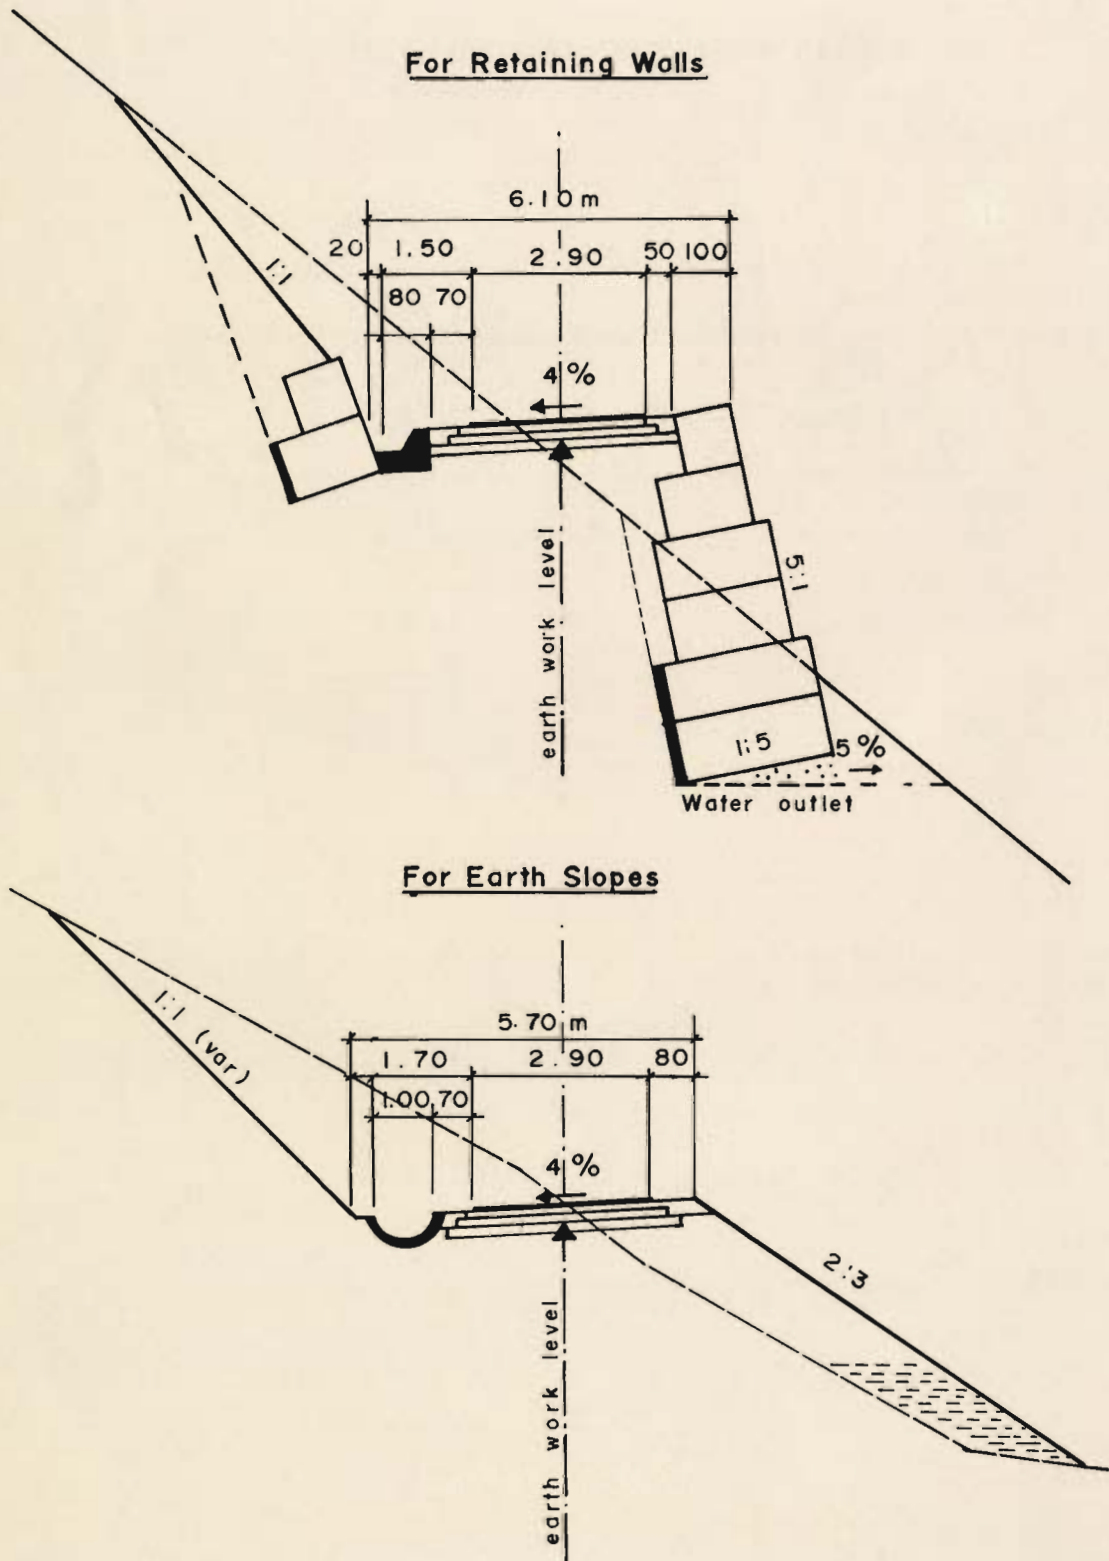 For Retaining Walls
6.10 m
20 1.50 2.90 50 100
80 70
1:1
4%
earth work level
5:1
1:5
5%
Water outlet
For Earth Slopes
5.70 m
1.70 2.90 80
1.00 70
1:1 (var)
4%
2:3
earth work level